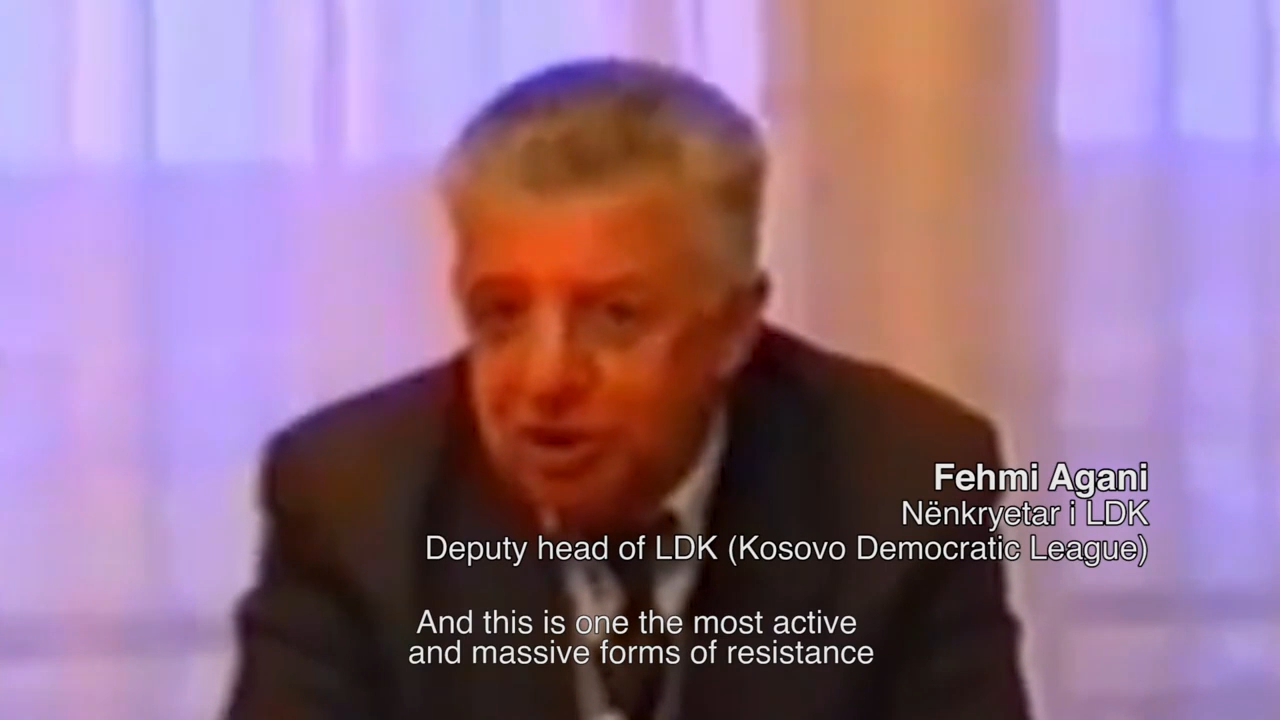 Fehmi Agani
Nënkryetar i LDK
Deputy head of LDK (Kosovo Democratic League)
And this is one the most active
and massive forms of resistance